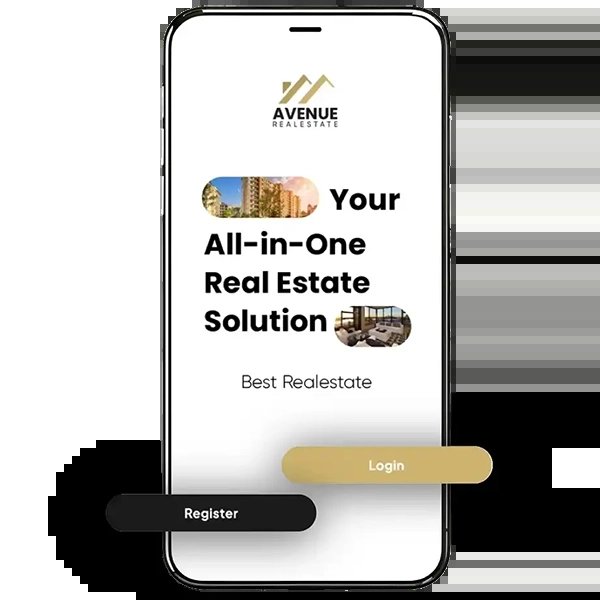 AVENUE
REALESTATE
Your
All-in-One
Real Estate
Solution
Best Realestate
Login
Register